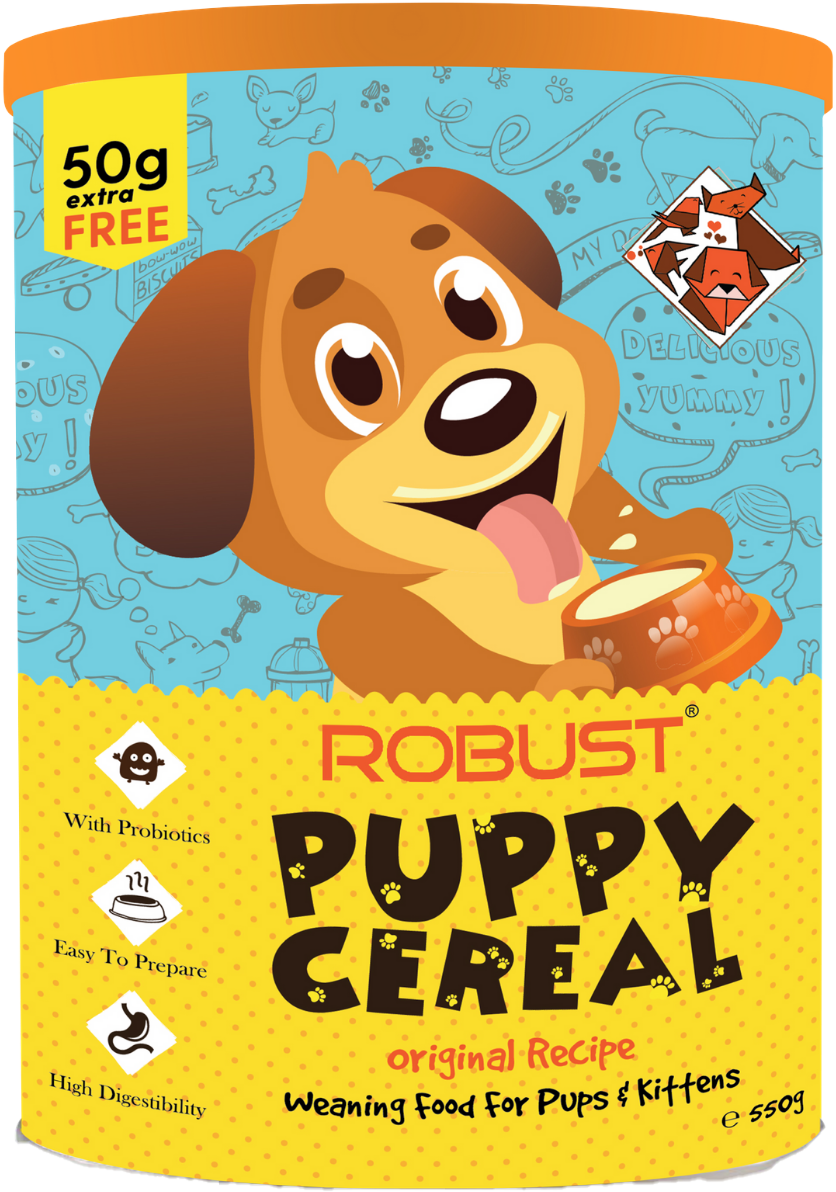 50g
extra
FREE
bow-wow
BISCUITS
MY
DELICIOUS
YUMMY !
OUS
Y !
ROBUST®
PUPPY
CEREAL
original Recipe
Weaning Food For Pups & Kittens
e 550g
With Probiotics
Easy To Prepare
High Digestibility